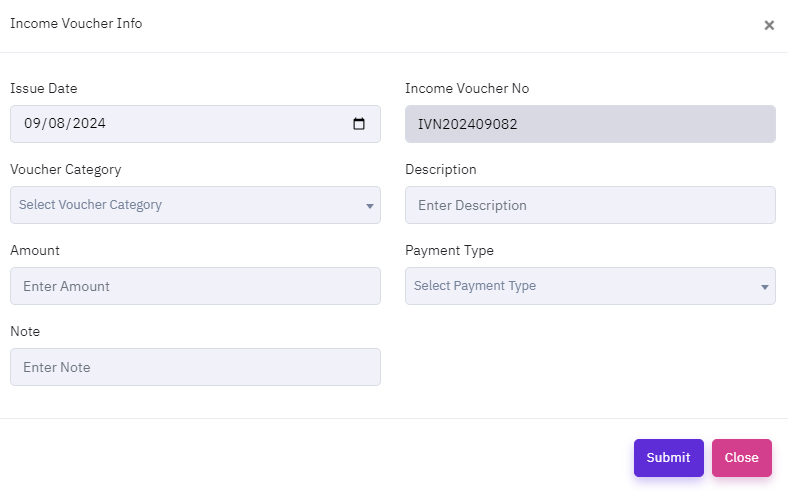 Income Voucher Info
×
Issue Date
Income Voucher No
09/08/2024
IVN202409082
Voucher Category
Description
Select Voucher Category
Enter Description
Amount
Payment Type
Enter Amount
Select Payment Type
Note
Enter Note
Submit
Close